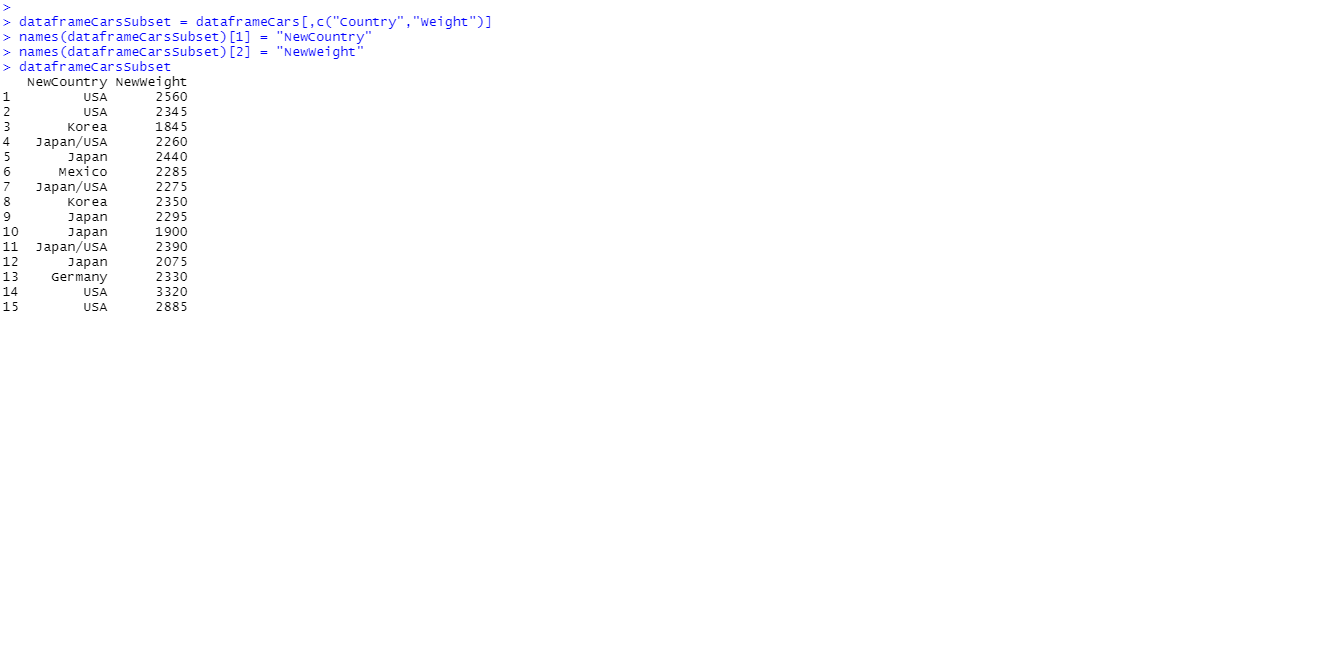 >
> dataframeCarsSubset = dataframeCars[,c("Country","Weight")]
> names(dataframeCarsSubset)[1] = "NewCountry"
> names(dataframeCarsSubset)[2] = "NewWeight"
> dataframeCarsSubset
   NewCountry NewWeight
1         USA      2560
2         USA      2345
3       Korea      1845
4   Japan/USA      2260
5       Japan      2440
6      Mexico      2285
7   Japan/USA      2275
8       Korea      2350
9       Japan      2295
10      Japan      1900
11  Japan/USA      2390
12      Japan      2075
13    Germany      2330
14        USA      3320
15        USA      2885